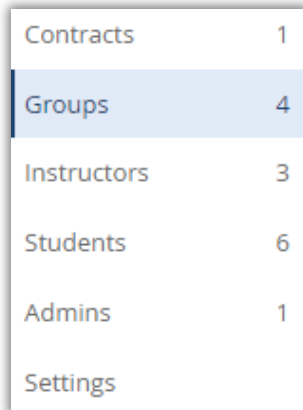 Contracts 1
Groups 4
Instructors 3
Students 6
Admins 1
Settings